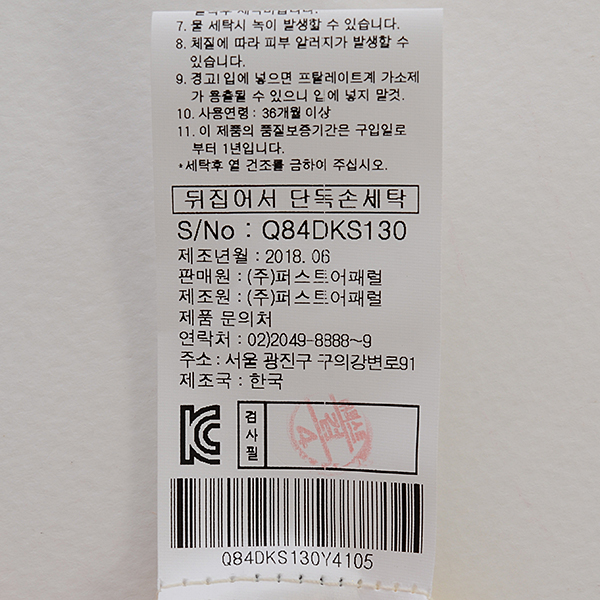 7. 물 세탁시 녹이 발생할 수 있습니다.
8. 체질에 따라 피부 알러지가 발생할 수
있습니다.
9. 경고! 입에 넣으면 프탈레이트계 가소제
가 용출될 수 있으니 입에 넣지 말것.
10. 사용연령 : 36개월 이상
11. 이 제품의 품질보증기간은 구입일로
부터 1년입니다.
*세탁후 열 건조를 금하여 주십시오.
뒤집어서 단독손세탁
S/No : Q84DKS130
제조년월 : 2018. 06
판매원 : (주)퍼스트어패럴
제조원 : (주)퍼스트어패럴
제품 문의처
연락처 : 02)2049-8888~9
주소 : 서울 광진구 구의강변로91
제조국 : 한국
검사필
Q84DKS130Y4105